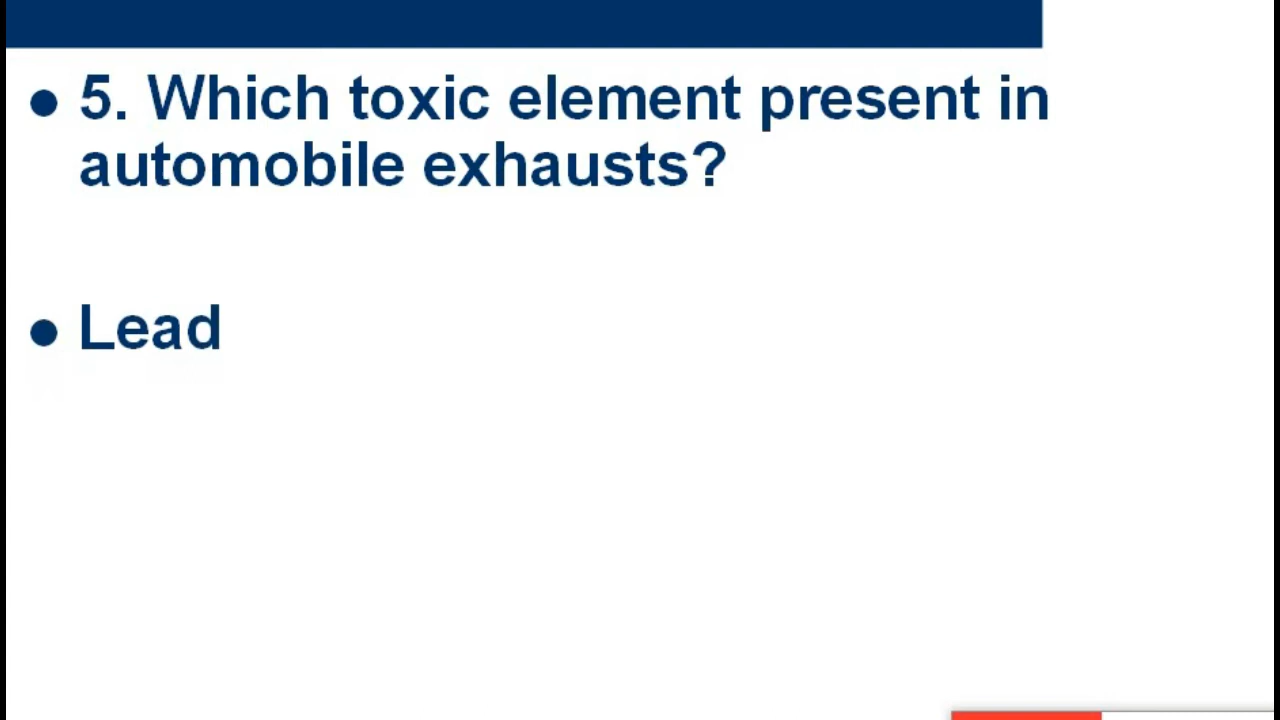 ● 5. Which toxic element present in
automobile exhausts?
● Lead